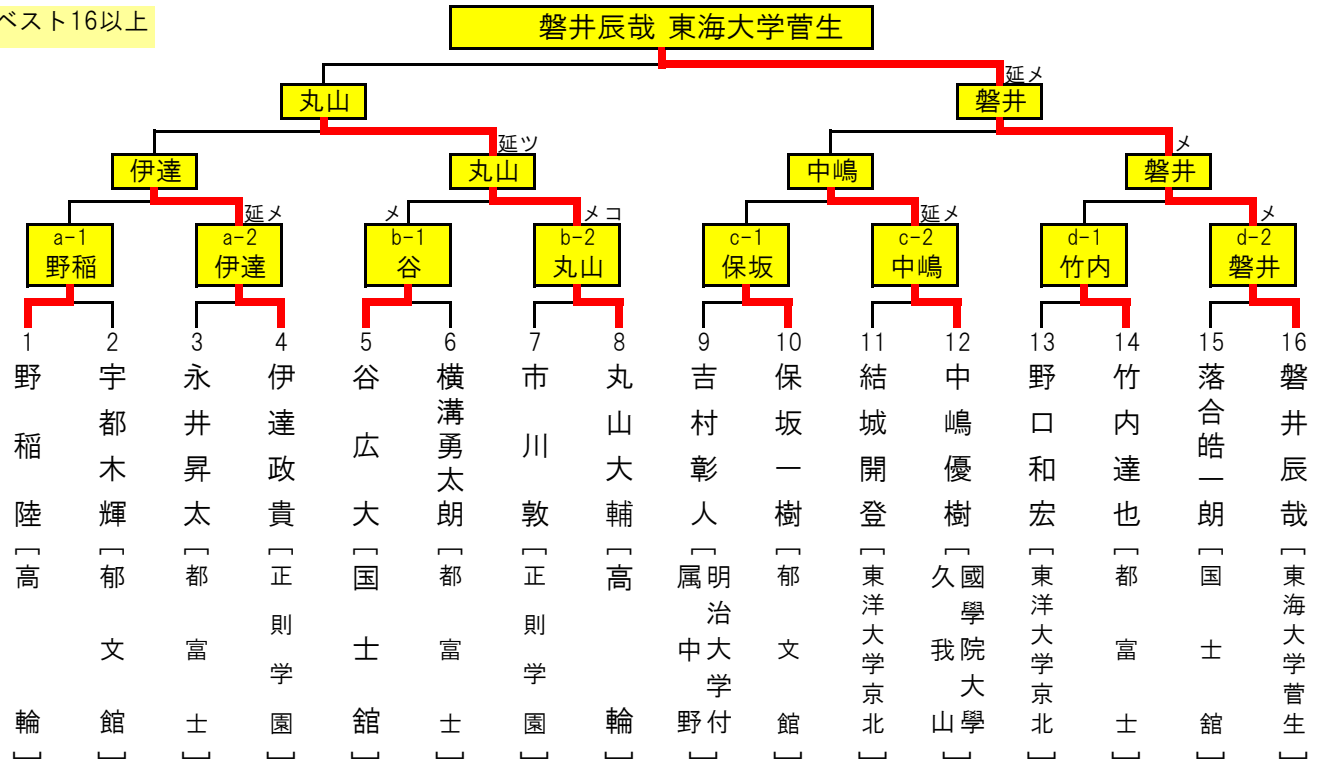 ベスト16以上
磐井辰哉 東海大学菅生
延メ
丸山
磐井
延ツ
メ
伊達
丸山
中嶋
磐井
延メ
メ
メコ
延メ
メ
a-1
野稲
a-2
伊達
b-1
谷
b-2
丸山
c-1
保坂
c-2
中嶋
d-1
竹内
d-2
磐井
1
野稲陸
[高輪]
2
宇都木輝
[郁文館]
3
永井昇太
[都富士]
4
伊達政貴
[正則学園]
5
谷広大
[国士舘]
6
横溝勇太朗
[都富士]
7
市川敦
[正則学園]
8
丸山大輔
[高輪]
9
吉村彰人
[明治大学付属中野]
10
保坂一樹
[郁文館]
11
結城開登
[東洋大学京北]
12
中嶋優樹
[國學院大學久我山]
13
野口和宏
[東洋大学京北]
14
竹内達也
[都富士]
15
落合皓一朗
[国士舘]
16
磐井辰哉
[東海大学菅生]